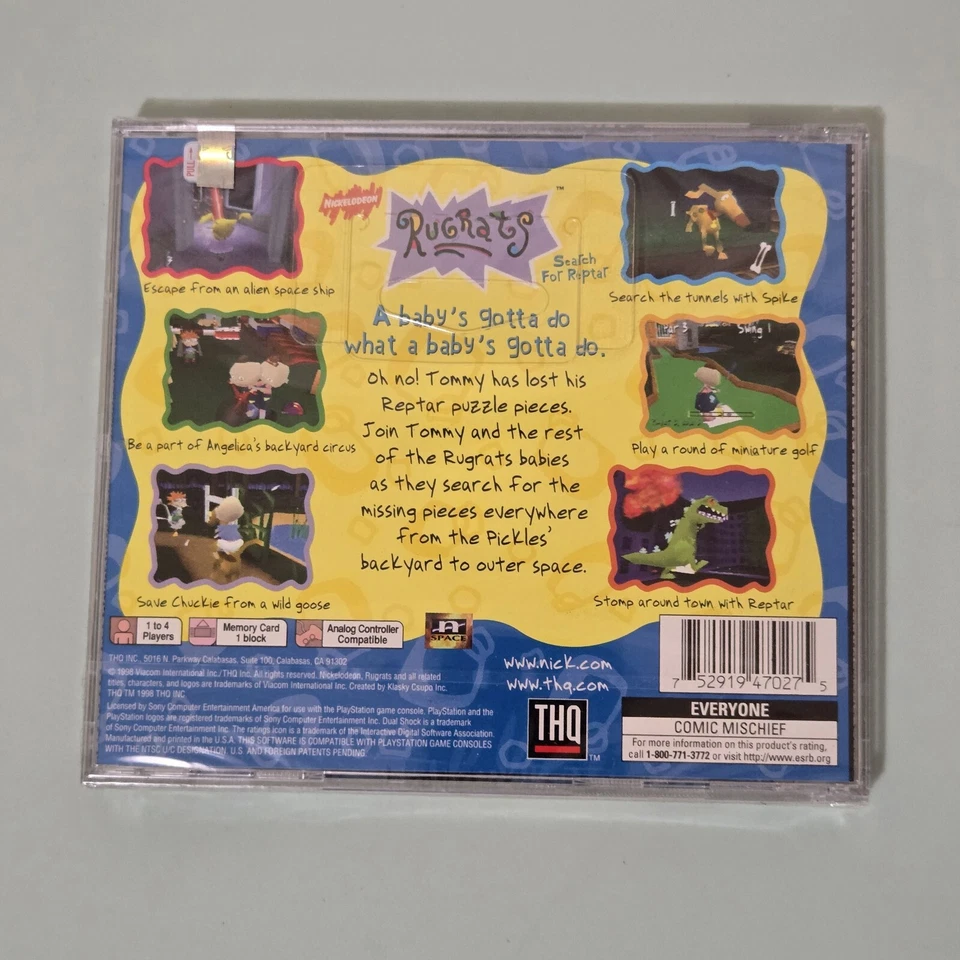 PULL
NICKELODEON
RUGRATS
™
Search
For Reptar
Escape from an alien space ship
Search the tunnels with Spike
A baby's gotta do
what a baby's gotta do.
Swing 1
Be a part of Angelica's backyard circus
Play a round of miniature golf
Oh no! Tommy has lost his
Reptar puzzle pieces.
Join Tommy and the rest
of the Rugrats babies
as they search for the
missing pieces everywhere
from the Pickles'
backyard to outer space.
Save Chuckie from a wild goose
Stomp around town with Reptar
1 to 4
Players
Memory Card
1 block
Analog Controller
Compatible
n
SPACE
www.nick.com
www.thq.com
THQ INC., 5016 N. Parkway Calabasas, Suite 100, Calabasas, CA 91302
© 1998 Viacom International Inc./THQ Inc. All rights reserved. Nickelodeon, Rugrats and all related
titles, characters, and logos are trademarks of Viacom International Inc. Created by Klasky Csupo Inc.
THQ TM 1998 THQ INC
Licensed by Sony Computer Entertainment America for use with the PlayStation game console. PlayStation and the
PlayStation logos are registered trademarks of Sony Computer Entertainment Inc. Dual Shock is a trademark
of Sony Computer Entertainment Inc. The ratings icon is a trademark of the Interactive Digital Software Association.
Manufactured and printed in the U.S.A. THIS SOFTWARE IS COMPATIBLE WITH PLAYSTATION GAME CONSOLES
WITH THE NTSC U/C DESIGNATION. U.S. AND FOREIGN PATENTS PENDING.
THQ
™
7 52919 47027 5
EVERYONE
COMIC MISCHIEF
For more information on this product's rating,
call 1-800-771-3772 or visit http://www.esrb.org